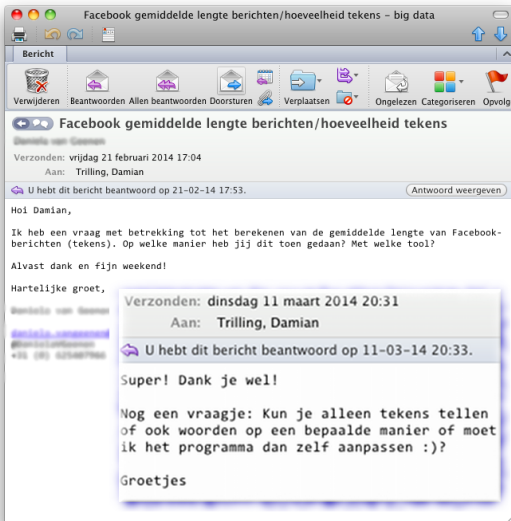 Facebook gemiddelde lengte berichten/hoeveelheid tekens – big data
Bericht
Verwijderen Beantwoorden Allen beantwoorden Doorsturen Verplaatsen Ongelezen Categoriseren Opvolg
Facebook gemiddelde lengte berichten/hoeveelheid tekens
Verzonden: vrijdag 21 februari 2014 17:04
Aan: Trilling, Damian
U hebt dit bericht beantwoord op 21-02-14 17:53.
Antwoord weergeven
Hoi Damian,
Ik heb een vraag met betrekking tot het berekenen van de gemiddelde lengte van Facebook-
berichten (tekens). Op welke manier heb jij dit toen gedaan? Met welke tool?
Alvast dank en fijn weekend!
Hartelijke groet,
Verzonden: dinsdag 11 maart 2014 20:31
Aan: Trilling, Damian
U hebt dit bericht beantwoord op 11-03-14 20:33.
Super! Dank je wel!
Nog een vraagje: Kun je alleen tekens tellen
of ook woorden op een bepaalde manier of moet
ik het programma dan zelf aanpassen :)?
Groetjes